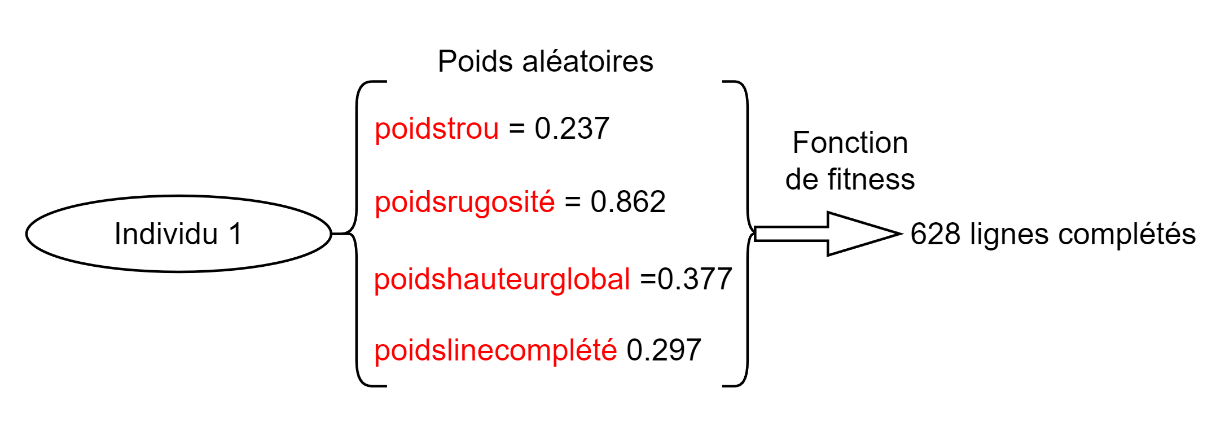 Poids aléatoires
Individu 1
poidstrou = 0.237
poidsrugosité = 0.862
poidshauteurglobal =0.377
poidslinecomplété 0.297
Fonction
de fitness
628 lignes complétés